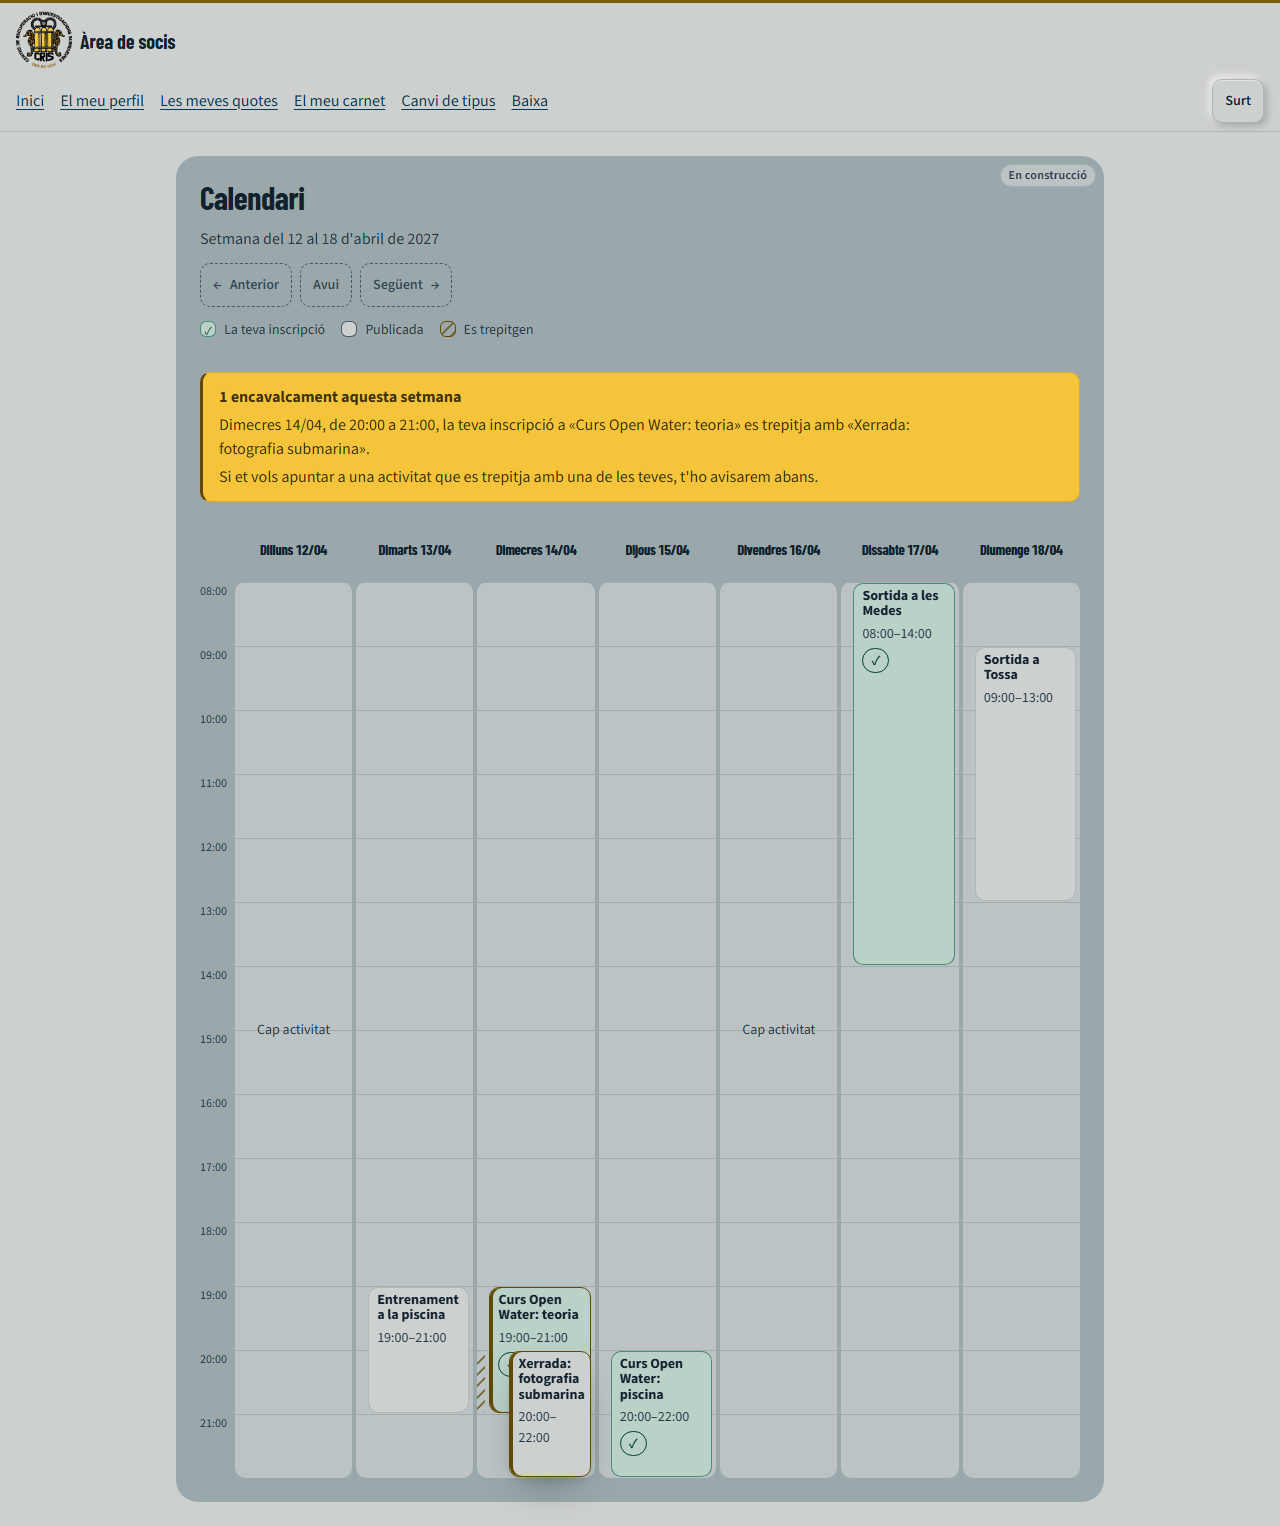 CRIS
Àrea de socis
Inici El meu perfil Les meves quotes El meu carnet Canvi de tipus Baixa
Surt
En construcció
Calendari
Setmana del 12 al 18 d'abril de 2027
← Anterior Avui Següent →
✓ La teva inscripció Publicada Es trepitgen
1 encavalcament aquesta setmana
Dimecres 14/04, de 20:00 a 21:00, la teva inscripció a «Curs Open Water: teoria» es trepitja amb «Xerrada:
fotografia submarina».
Si et vols apuntar a una activitat que es trepitja amb una de les teves, t'ho avisarem abans.
Dilluns 12/04 Dimarts 13/04 Dimecres 14/04 Dijous 15/04 Divendres 16/04 Dissabte 17/04 Diumenge 18/04
08:00
Sortida a les
Medes
08:00–14:00
✓
09:00
Sortida a
Tossa
09:00–13:00
10:00
11:00
12:00
13:00
14:00
Cap activitat
Cap activitat
15:00
16:00
17:00
18:00
19:00
Entrenament
a la piscina
19:00–21:00
Curs Open
Water: teoria
19:00–21:00
20:00
Xerrada:
fotografia
submarina
20:00–
22:00
Curs Open
Water:
piscina
20:00–22:00
✓
21:00